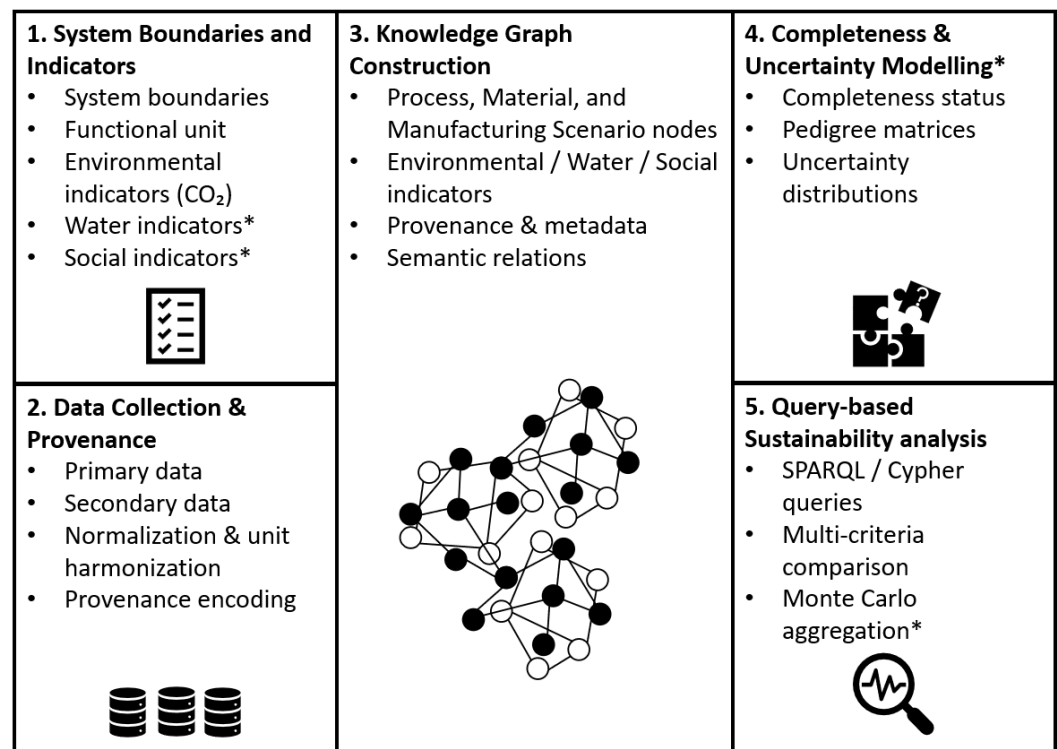 1. System Boundaries and
Indicators
• System boundaries
• Functional unit
• Environmental
indicators (CO₂)
• Water indicators*
• Social indicators*
2. Data Collection &
Provenance
• Primary data
• Secondary data
• Normalization & unit
harmonization
• Provenance encoding
3. Knowledge Graph
Construction
• Process, Material, and
Manufacturing Scenario nodes
• Environmental / Water / Social
indicators
• Provenance & metadata
• Semantic relations
4. Completeness &
Uncertainty Modelling*
• Completeness status
• Pedigree matrices
• Uncertainty
distributions
?
5. Query-based
Sustainability analysis
• SPARQL / Cypher
queries
• Multi-criteria
comparison
• Monte Carlo
aggregation*